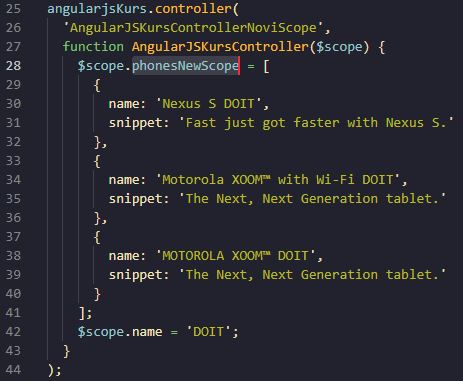 25 angularjsKurs.controller(
26   'AngularJSKursControllerNoviScope',
27   function AngularJSKursController($scope) {
28     $scope.phonesNewScope = [
29       {
30         name: 'Nexus S DOIT',
31         snippet: 'Fast just got faster with Nexus S.'
32       },
33       {
34         name: 'Motorola XOOM™ with Wi-Fi DOIT',
35         snippet: 'The Next, Next Generation tablet.'
36       },
37       {
38         name: 'MOTOROLA XOOM™ DOIT',
39         snippet: 'The Next, Next Generation tablet.'
40       }
41     ];
42     $scope.name = 'DOIT';
43   }
44 );